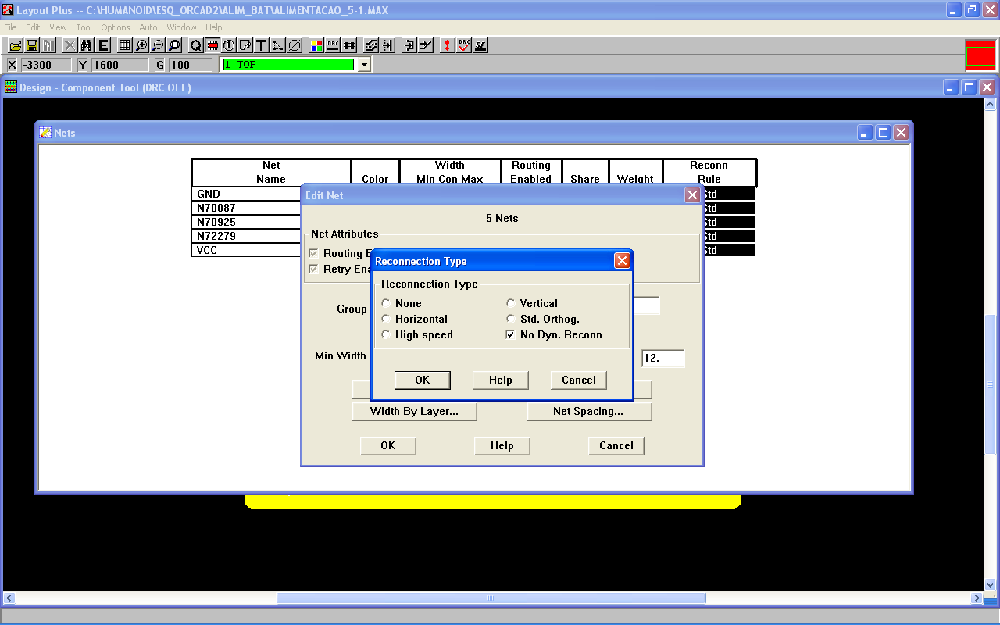 Layout Plus -- C:\HUMANOID\ESQ_ORCAD2\ALIM_BAT\ALIMENTACAO_5-1.MAX
File Edit View Tool Options Auto Window Help
E Q 1 T DRC DRC SF
X -3300 Y 1600 G 100 1 TOP
Design - Component Tool (DRC OFF)
Nets
Net Width Routing Reconn
Name Color Min Con Max Enabled Share Weight Rule
GND Std
N70087 Std
N70925 Std
N72279 Std
VCC Std
Edit Net
5 Nets
Net Attributes
Routing E
Retry Ena
Group
Min Width 12.
Width By Layer... Net Spacing...
OK Help Cancel
Reconnection Type
Reconnection Type
None Vertical
Horizontal Std. Orthog.
High speed No Dyn. Reconn
OK Help Cancel